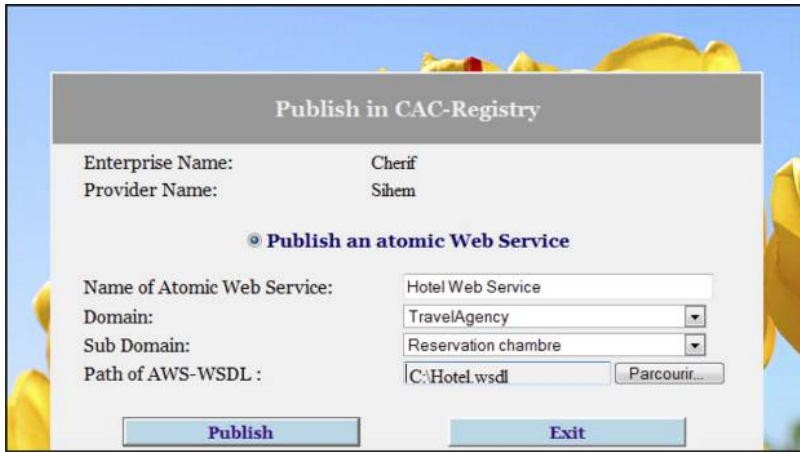 Publish in CAC-Registry
Enterprise Name: Cherif
Provider Name: Sihem
Publish an atomic Web Service
Name of Atomic Web Service: Hotel Web Service
Domain: TravelAgency
Sub Domain: Reservation chambre
Path of AWS-WSDL : C:\Hotel.wsdl Parcourir...
Publish Exit